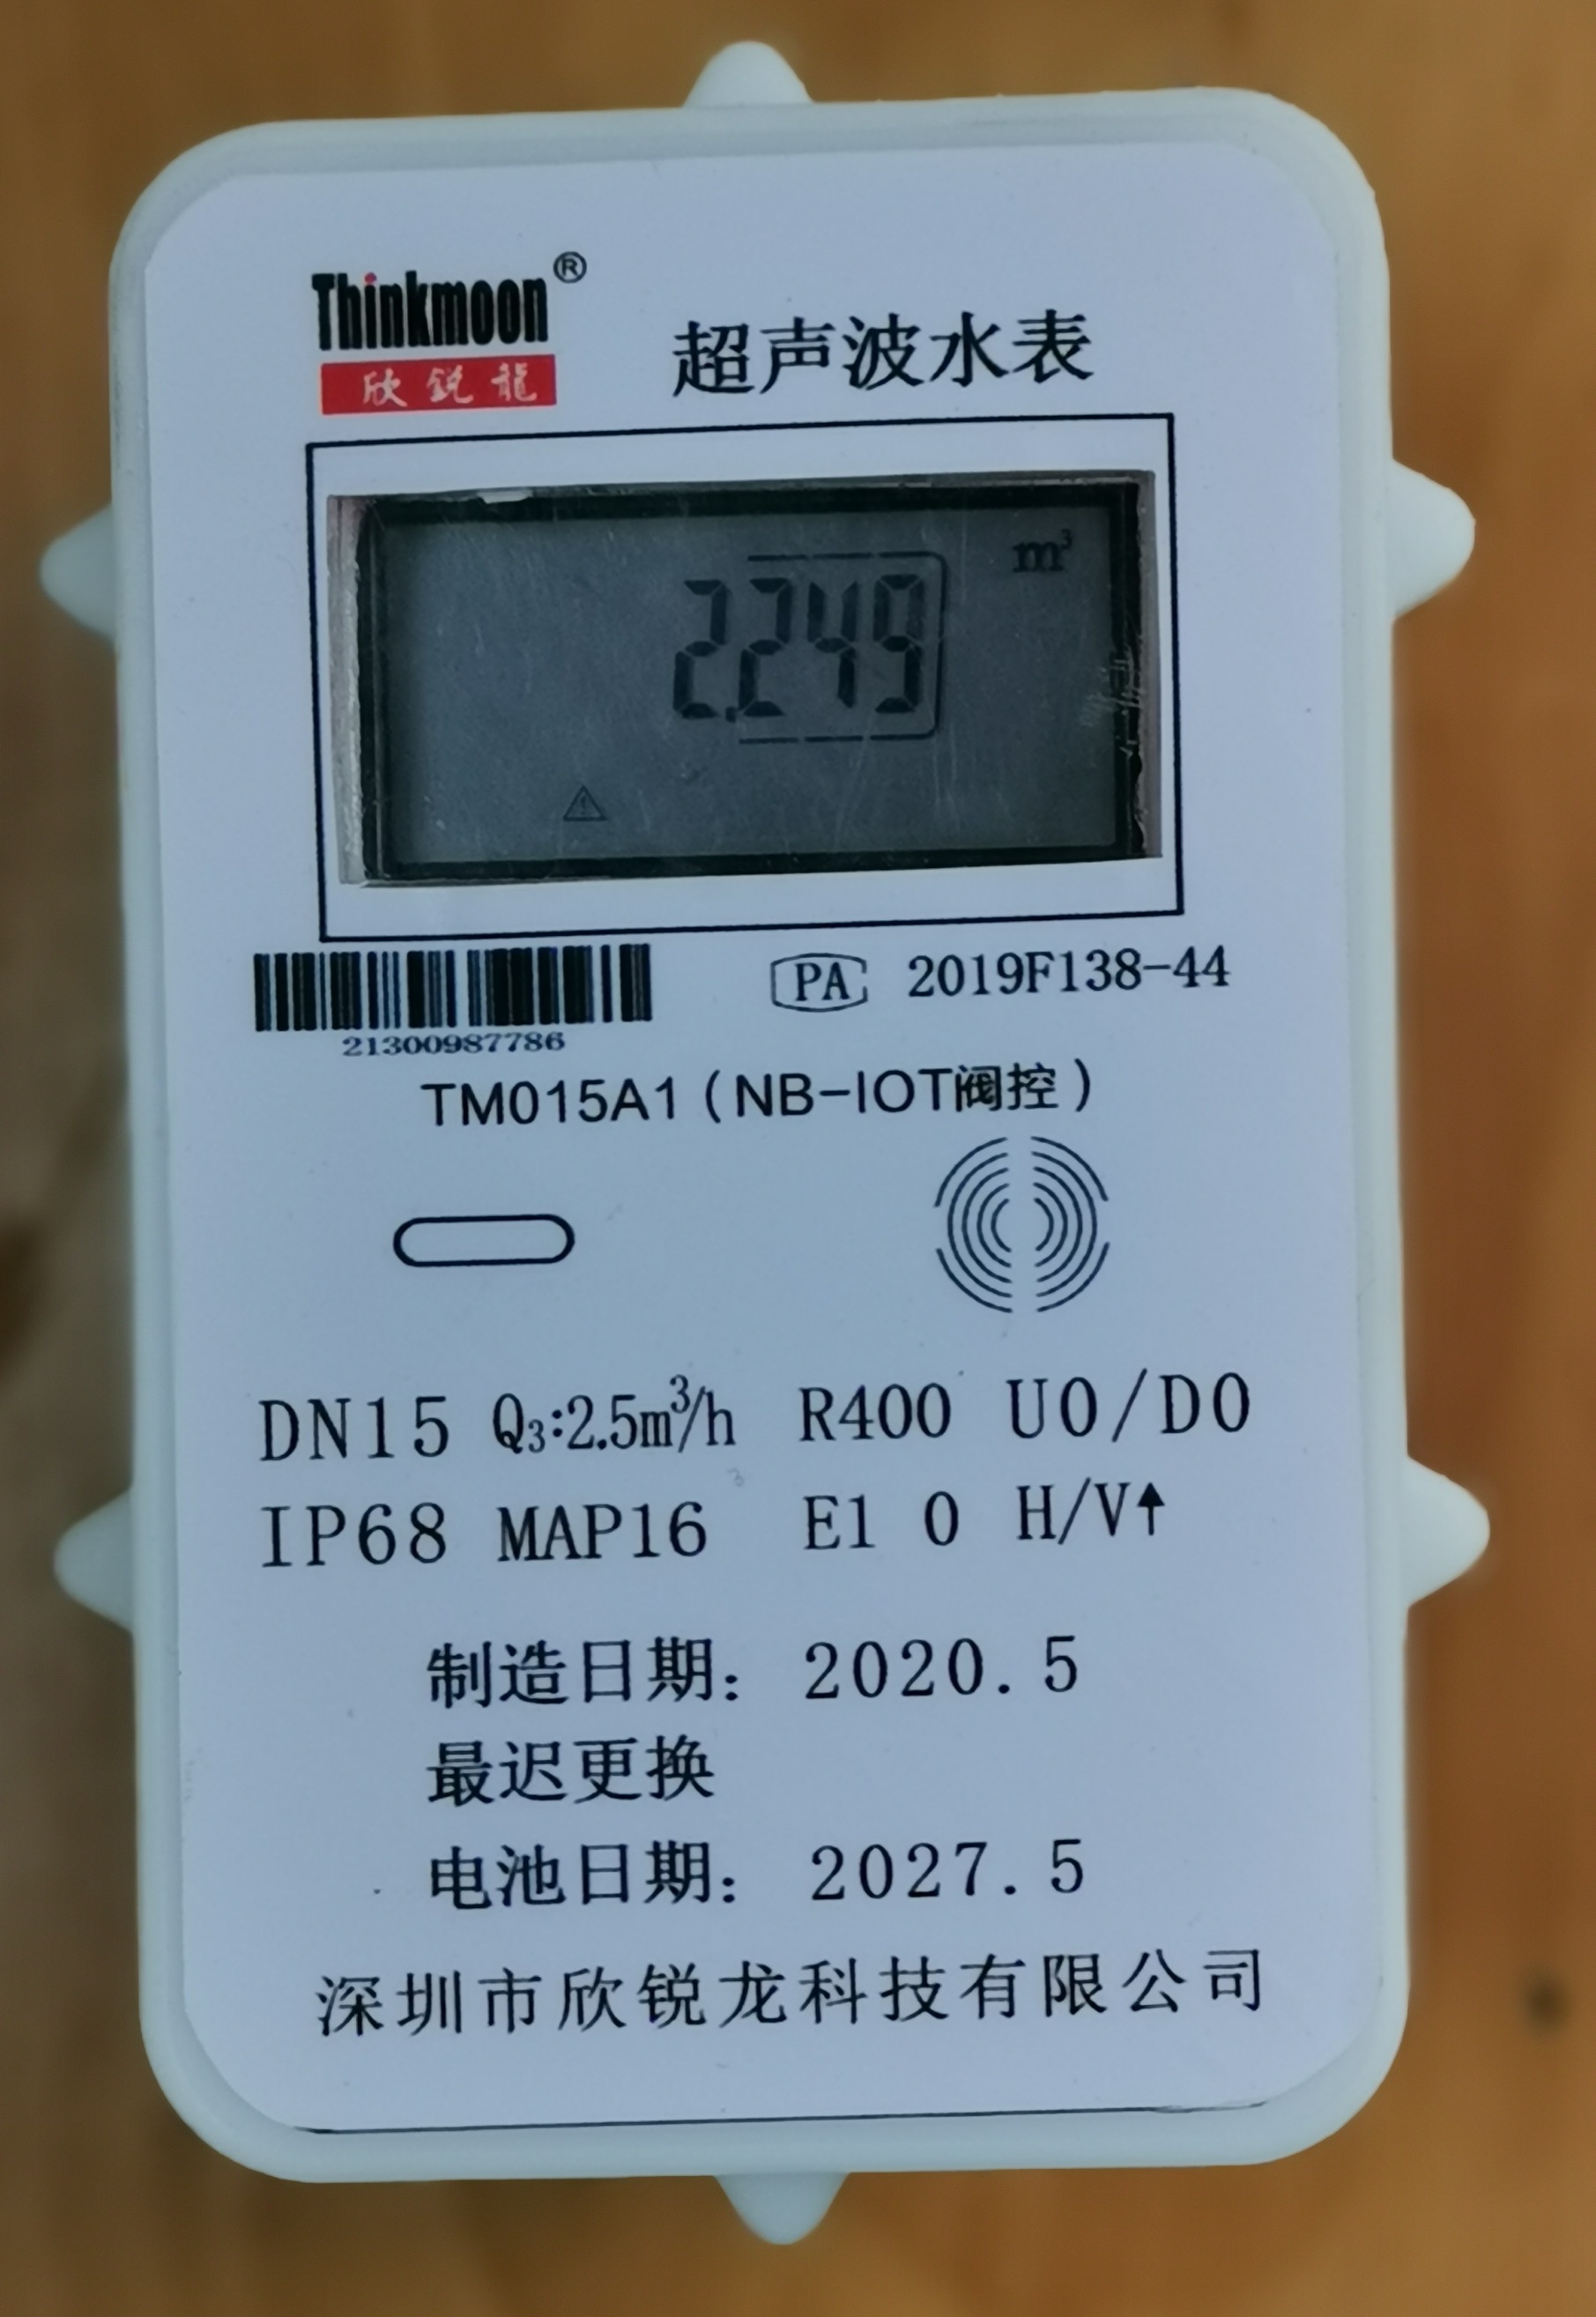 Thinkmoon®
欣锐龍
超声波水表
m³
2.249
21300987786
PA 2019F138-44
TM015A1(NB-IOT阀控)
DN15 Q₃:2.5m³/h R400 U0/D0
IP68 MAP16 E1 0 H/V↑
制造日期: 2020.5
最迟更换
电池日期: 2027.5
深圳市欣锐龙科技有限公司